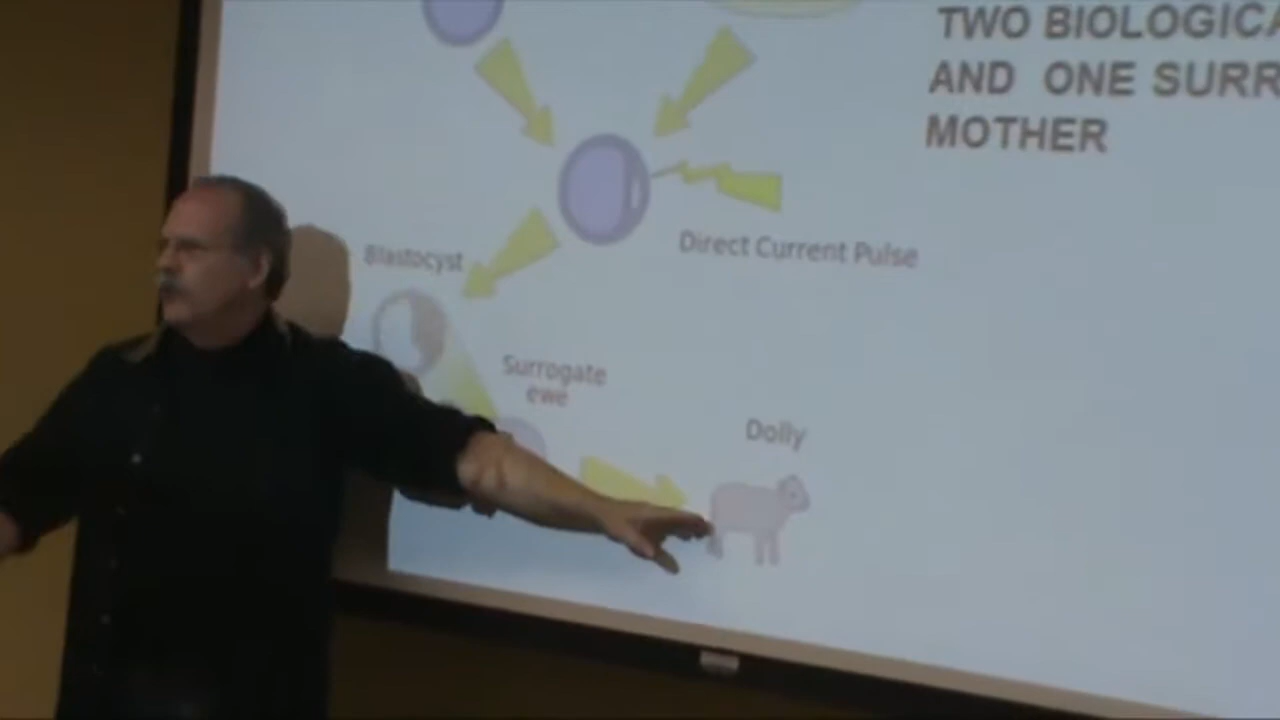 TWO BIOLOGICA
AND ONE SURR
MOTHER
Direct Current Pulse
Blastocyst
Surrogate
ewe
Dolly